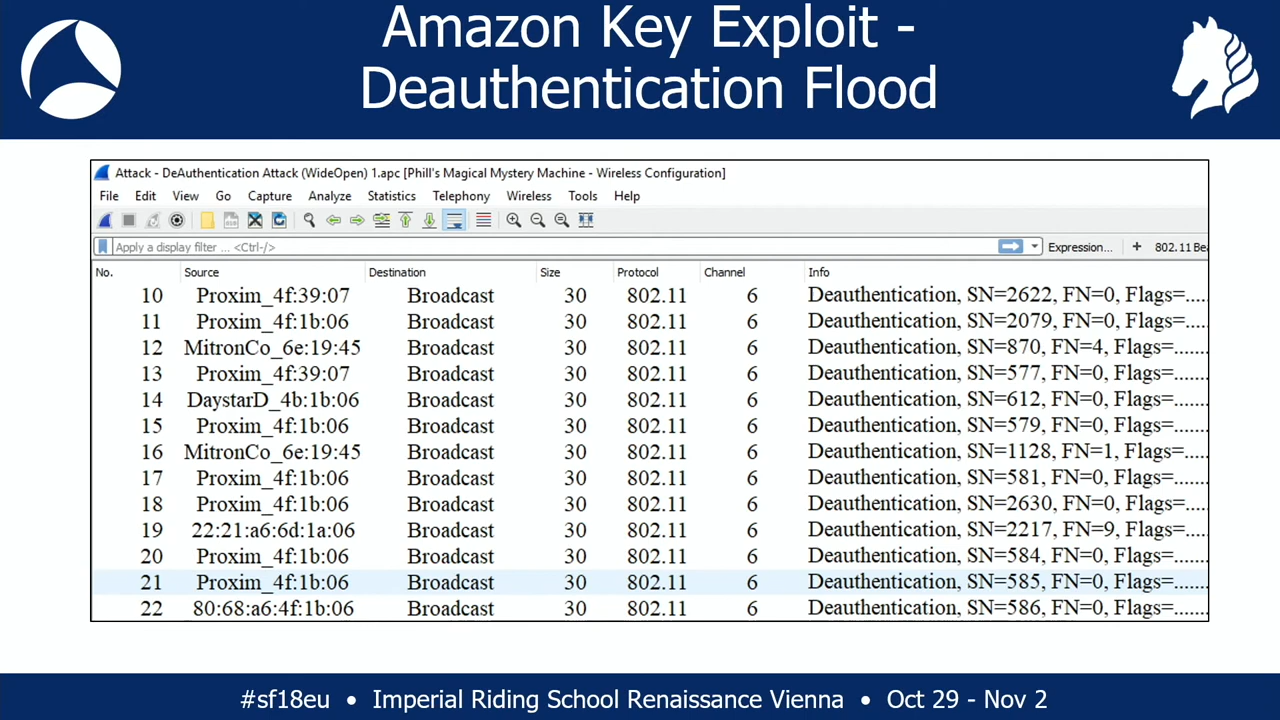 Amazon Key Exploit -
Deauthentication Flood
Attack - DeAuthentication Attack (WideOpen) 1.apc [Phill's Magical Mystery Machine - Wireless Configuration]
File Edit View Go Capture Analyze Statistics Telephony Wireless Tools Help
Apply a display filter ... <Ctrl-/> Expression... + 802.11 Be
No. Source Destination Size Protocol Channel Info
10 Proxim_4f:39:07 Broadcast 30 802.11 6 Deauthentication, SN=2622, FN=0, Flags=.....
11 Proxim_4f:1b:06 Broadcast 30 802.11 6 Deauthentication, SN=2079, FN=0, Flags=.....
12 MitronCo_6e:19:45 Broadcast 30 802.11 6 Deauthentication, SN=870, FN=4, Flags=.......
13 Proxim_4f:39:07 Broadcast 30 802.11 6 Deauthentication, SN=577, FN=0, Flags=.......
14 DaystarD_4b:1b:06 Broadcast 30 802.11 6 Deauthentication, SN=612, FN=0, Flags=.......
15 Proxim_4f:1b:06 Broadcast 30 802.11 6 Deauthentication, SN=579, FN=0, Flags=.......
16 MitronCo_6e:19:45 Broadcast 30 802.11 6 Deauthentication, SN=1128, FN=1, Flags=.....
17 Proxim_4f:1b:06 Broadcast 30 802.11 6 Deauthentication, SN=581, FN=0, Flags=.......
18 Proxim_4f:1b:06 Broadcast 30 802.11 6 Deauthentication, SN=2630, FN=0, Flags=.....
19 22:21:a6:6d:1a:06 Broadcast 30 802.11 6 Deauthentication, SN=2217, FN=9, Flags=.....
20 Proxim_4f:1b:06 Broadcast 30 802.11 6 Deauthentication, SN=584, FN=0, Flags=.......
21 Proxim_4f:1b:06 Broadcast 30 802.11 6 Deauthentication, SN=585, FN=0, Flags=.......
22 80:68:a6:4f:1b:06 Broadcast 30 802.11 6 Deauthentication, SN=586, FN=0, Flags=.......
#sf18eu • Imperial Riding School Renaissance Vienna • Oct 29 - Nov 2